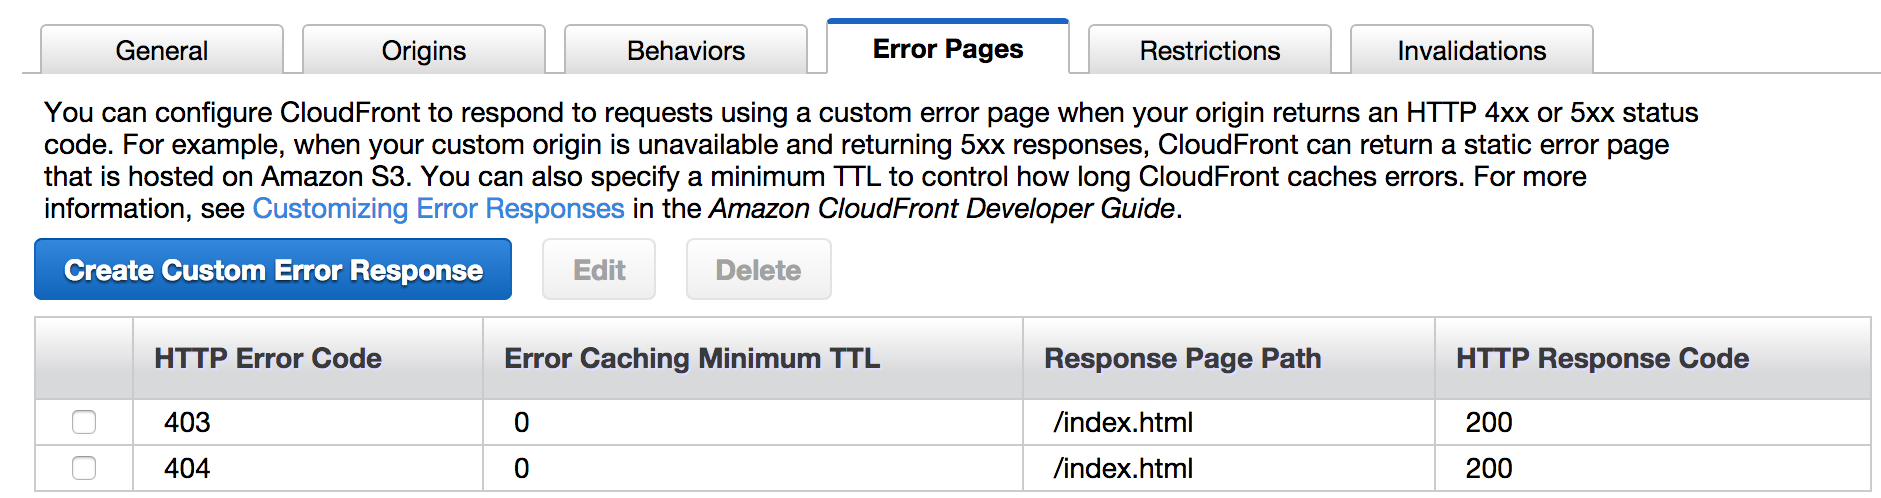 General Origins Behaviors Error Pages Restrictions Invalidations
You can configure CloudFront to respond to requests using a custom error page when your origin returns an HTTP 4xx or 5xx status
code. For example, when your custom origin is unavailable and returning 5xx responses, CloudFront can return a static error page
that is hosted on Amazon S3. You can also specify a minimum TTL to control how long CloudFront caches errors. For more
information, see Customizing Error Responses in the Amazon CloudFront Developer Guide.
Create Custom Error Response Edit Delete
HTTP Error Code Error Caching Minimum TTL Response Page Path HTTP Response Code
403 0 /index.html 200
404 0 /index.html 200